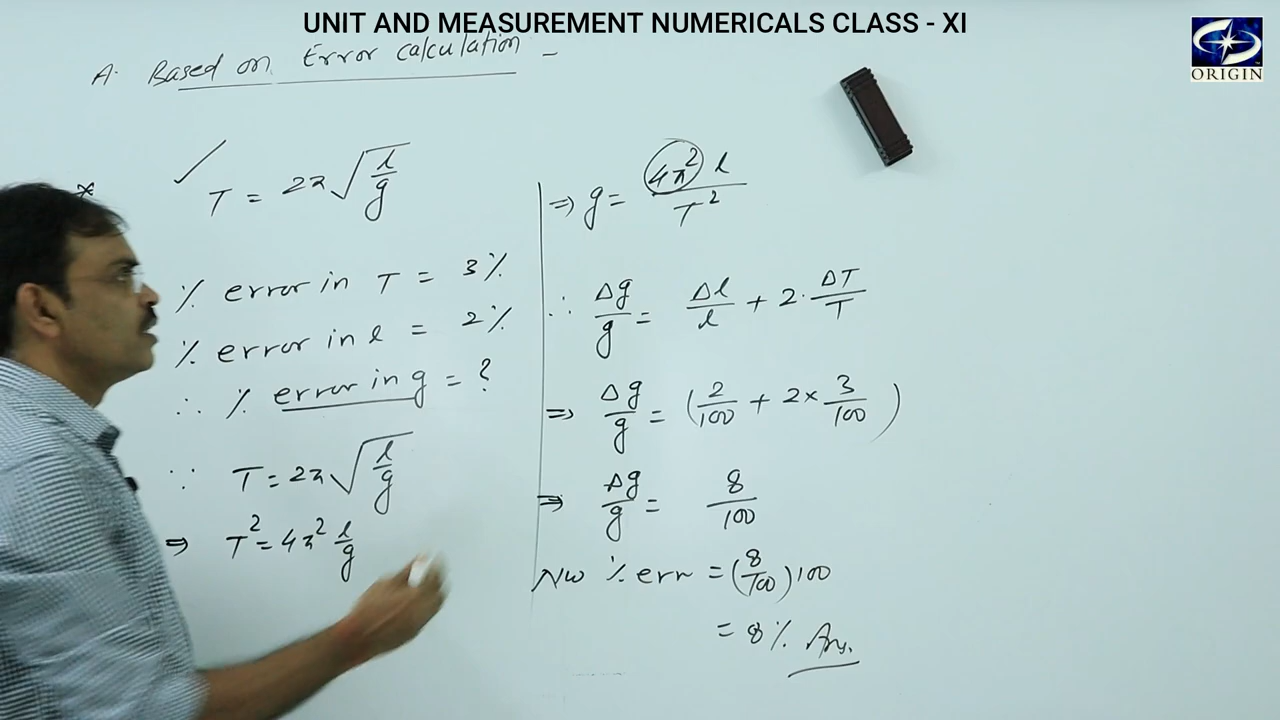 UNIT AND MEASUREMENT NUMERICALS CLASS - XI
ORIGIN
A. Based on Error calculation -
* ✓ T = 2π√(l/g)
% error in T = 3%
% error in l = 2%
∴ % error in g = ?
∵ T = 2π√(l/g)
⇒ T² = 4π² l/g
⇒ g = 4π² l / T²
∴ Δg/g = Δl/l + 2·ΔT/T
⇒ Δg/g = (2/100 + 2×3/100)
⇒ Δg/g = 8/100
Nw % err = (8/100)100
= 8% Ans.